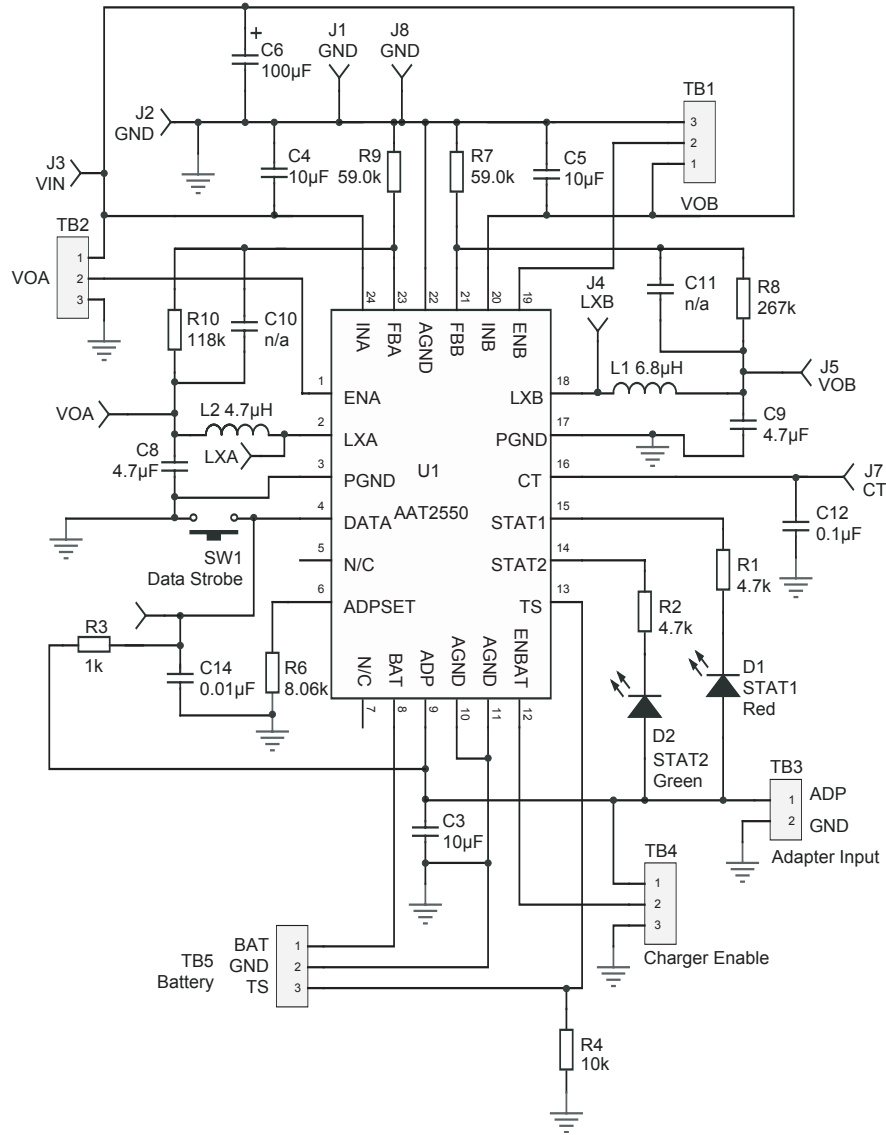 J1
GND
J8
GND
+
C6
100µF
TB1
J2
GND
3
2
1
J3
VIN
C4
10µF
R9
59.0k
R7
59.0k
C5
10µF
VOB
TB2
VOA
1
2
3
R10
118k
C10
n/a
24
23
22
21
20
19
INA
FBA
AGND
FBB
INB
ENB
J4
LXB
C11
n/a
R8
267k
J5
VOB
L1 6.8µH
1
ENA
18
LXB
VOA
L2 4.7µH
2
LXA
LXA
17
PGND
C9
4.7µF
C8
4.7µF
3
PGND
U1
16
CT
J7
CT
4
DATA
AAT2550
15
STAT1
C12
0.1µF
SW1
Data Strobe
5
N/C
14
STAT2
R1
4.7k
6
ADPSET
13
TS
R2
4.7k
R3
1k
C14
0.01µF
R6
8.06k
N/C
BAT
ADP
AGND
AGND
ENBAT
7
8
9
10
11
12
D1
STAT1
Red
D2
STAT2
Green
TB3
1
2
ADP
GND
Adapter Input
C3
10µF
TB4
1
2
3
Charger Enable
TB5
Battery
BAT
GND
TS
1
2
3
R4
10k